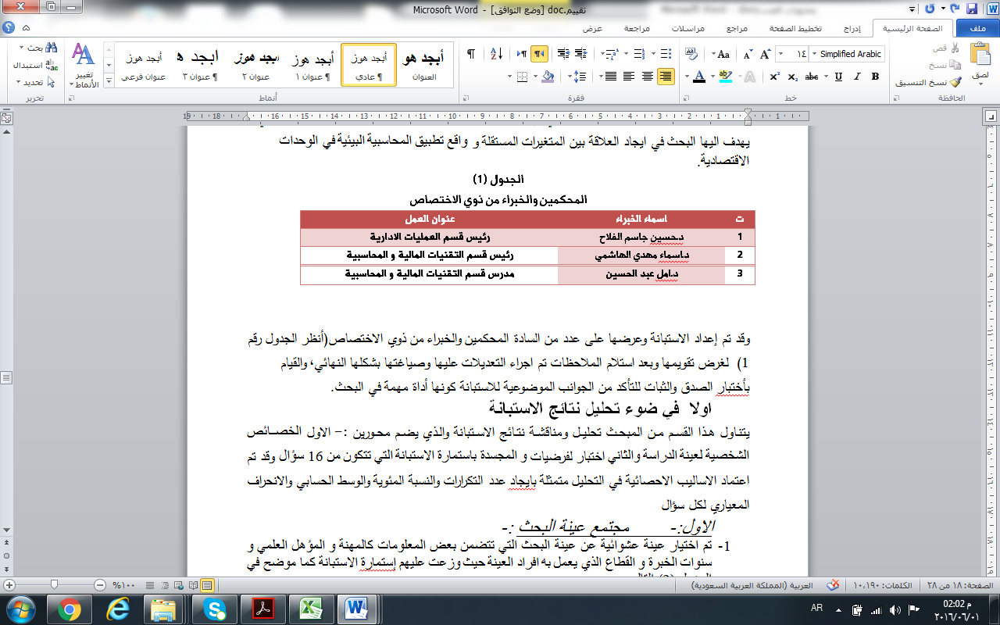 تقييم.doc [وضع التوافق] - Microsoft Word
ملف الصفحة الرئيسية إدراج تخطيط الصفحة مراجع مراسلات مراجعة عرض
لصق
قص
نسخ
نسخ التنسيق
الحافظة
Simplified Arabic ١٤
خط
فقرة
أبجد هو العنوان
أبجد هوز ¶ عادي
أبجد هوز ¶ عنوان ١
أبجد هوز عنوان ٢
أبجد ه ¶ عنوان ٣
أبجد هوز عنوان فرعي
أنماط
تغيير الأنماط
بحث
استبدال
تحديد
تحرير
يهدف اليها البحث في ايجاد العلاقة بين المتغيرات المستقلة و واقع تطبيق المحاسبية البيئية في الوحدات
الاقتصادية.
الجدول (1)
المحكمين والخبراء من ذوي الاختصاص
ت اسماء الخبراء عنوان العمل
1 د.حسين جاسم الفلاح رئيس قسم العمليات الادارية
2 د.اسماء مهدي الهاشمي رئيس قسم التقنيات المالية و المحاسبية
3 د.امل عبد الحسين مدرس قسم التقنيات المالية و المحاسبية
وقد تم إعداد الاستبانة وعرضها على عدد من السادة المحكمين والخبراء من ذوي الاختصاص(أنظر الجدول رقم
1) لغرض تقويمها وبعد استلام الملاحظات تم اجراء التعديلات عليها وصياغتها بشكلها النهائي، والقيام
بأختبار الصدق والثبات للتأكد من الجوانب الموضوعية للاستبانة كونها أداة مهمة في البحث.
اولا في ضوء تحليل نتائج الاستبانة
يتناول هذا القسم من المبحث تحليل ومناقشة نتائج الاستبانة والذي يضم محورين :- الاول الخصائص
الشخصية لعينة الدراسة والثاني اختبار لفرضيات و المجسدة باستمارة الاستبانة التي تتكون من 16 سؤال وقد تم
اعتماد الاساليب الاحصائية في التحليل متمثلة بايجاد عدد التكرارات والنسبة المئوية والوسط الحسابي والانحراف
المعياري لكل سؤال
الاول:- مجتمع عينة البحث :-
1- تم اختيار عينة عشوائية عن عينة البحث التي تتضمن بعض المعلومات كالمهنة و المؤهل العلمي و
سنوات الخبرة و القطاع الذي يعمل به افراد العينة حيث وزعت عليهم إستمارة الاستبانة كما موضح في
الصفحة: ١٨ من ٢٨ الكلمات: ١٠،١٩٠ العربية (المملكة العربية السعودية) ١٠٠%
AR
02:02 م
٢٠١٦/٠٦/٠١